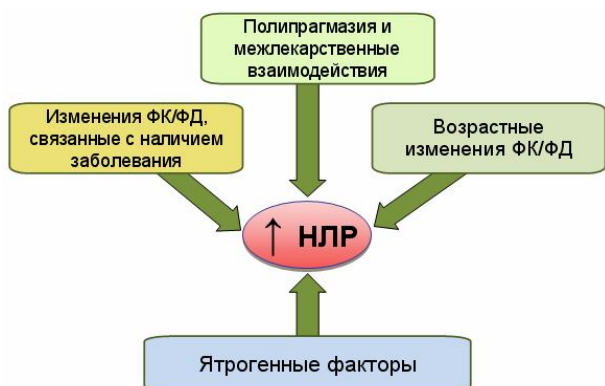 Полипрагмазия и
межлекарственные
взаимодействия
Изменения ФК/ФД,
связанные с наличием
заболевания
Возрастные
изменения ФК/ФД
↑ НЛР
Ятрогенные факторы